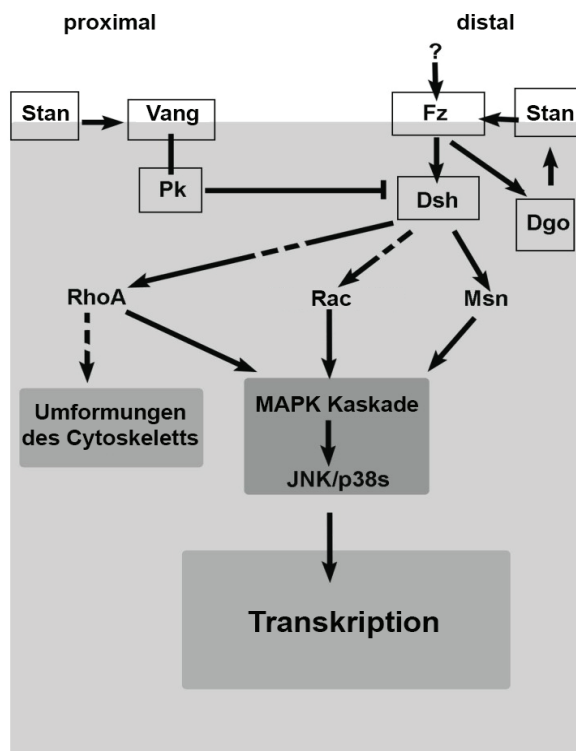 proximal
distal
?
Stan
Vang
Fz
Stan
Pk
Dsh
Dgo
RhoA
Rac
Msn
Umformungen
des Cytoskeletts
MAPK Kaskade
JNK/p38s
Transkription